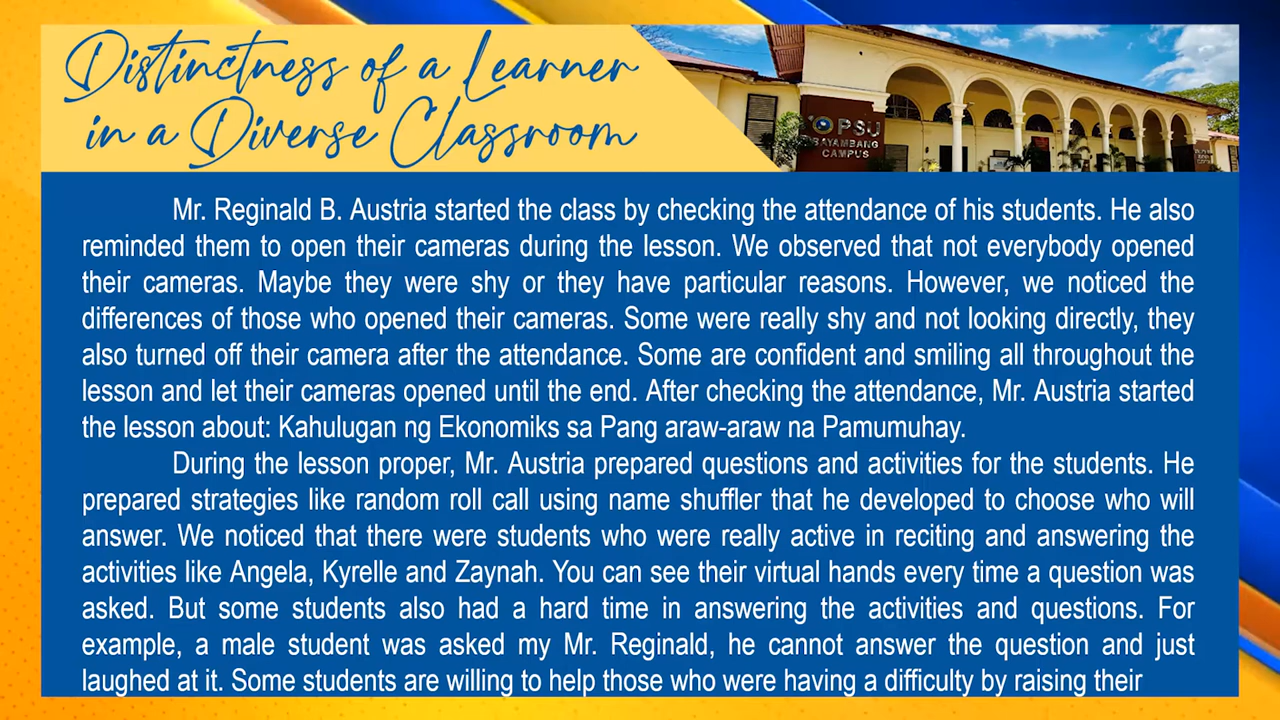 Distinctness of a Learner
in a Diverse Classroom
PSU
BAYAMBANG
CAMPUS
Mr. Reginald B. Austria started the class by checking the attendance of his students. He also
reminded them to open their cameras during the lesson. We observed that not everybody opened
their cameras. Maybe they were shy or they have particular reasons. However, we noticed the
differences of those who opened their cameras. Some were really shy and not looking directly, they
also turned off their camera after the attendance. Some are confident and smiling all throughout the
lesson and let their cameras opened until the end. After checking the attendance, Mr. Austria started
the lesson about: Kahulugan ng Ekonomiks sa Pang araw-araw na Pamumuhay.
During the lesson proper, Mr. Austria prepared questions and activities for the students. He
prepared strategies like random roll call using name shuffler that he developed to choose who will
answer. We noticed that there were students who were really active in reciting and answering the
activities like Angela, Kyrelle and Zaynah. You can see their virtual hands every time a question was
asked. But some students also had a hard time in answering the activities and questions. For
example, a male student was asked my Mr. Reginald, he cannot answer the question and just
laughed at it. Some students are willing to help those who were having a difficulty by raising their